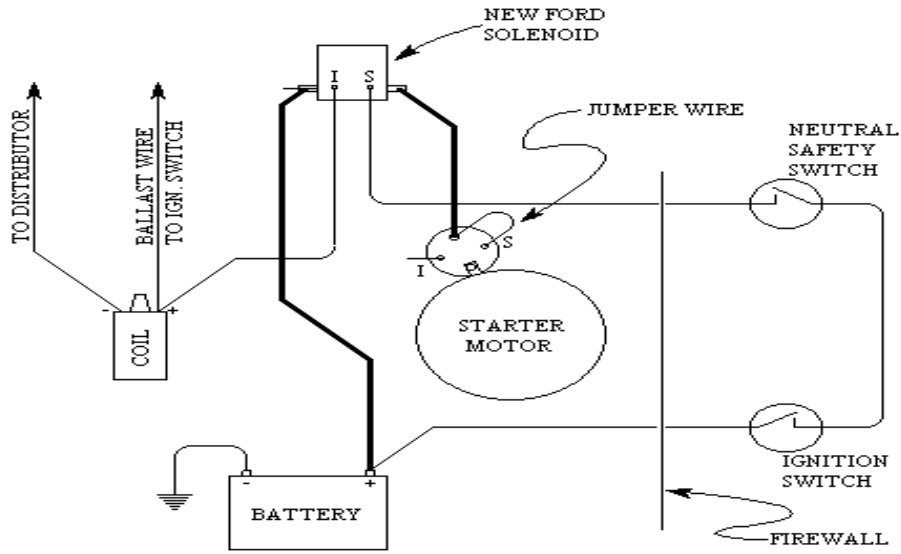 NEW FORD
SOLENOID
I S
JUMPER WIRE
NEUTRAL
SAFETY
SWITCH
TO DISTRIBUTOR
BALLAST WIRE
TO IGN. SWITCH
S
I
- +
COIL
STARTER
MOTOR
IGNITION
SWITCH
- +
BATTERY
FIREWALL